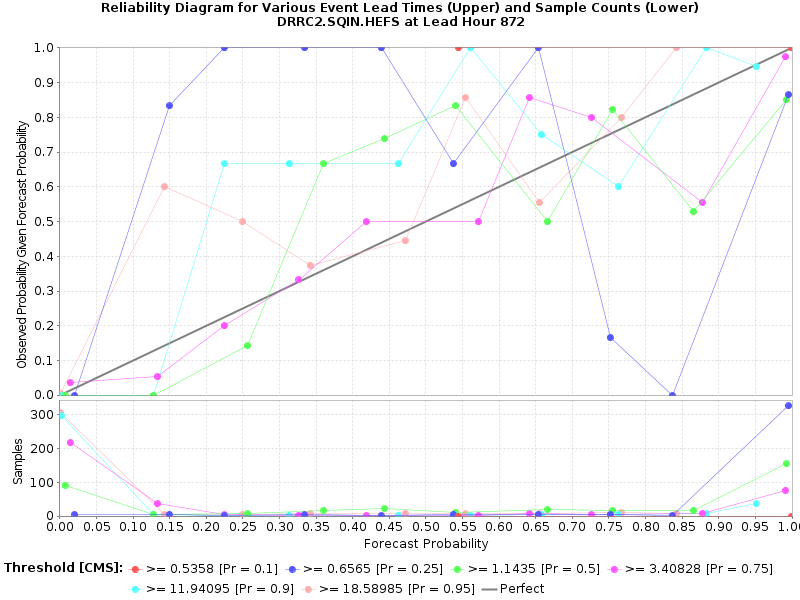 Reliability Diagram for Various Event Lead Times (Upper) and Sample Counts (Lower)
DRRC2.SQIN.HEFS at Lead Hour 872
Observed Probability Given Forecast Probability
1.0
0.9
0.8
0.7
0.6
0.5
0.4
0.3
0.2
0.1
0.0
Samples
300
200
100
0
0.00 0.05 0.10 0.15 0.20 0.25 0.30 0.35 0.40 0.45 0.50 0.55 0.60 0.65 0.70 0.75 0.80 0.85 0.90 0.95 1.00
Forecast Probability
Threshold [CMS]: >= 0.5358 [Pr = 0.1] >= 0.6565 [Pr = 0.25] >= 1.1435 [Pr = 0.5] >= 3.40828 [Pr = 0.75]
>= 11.94095 [Pr = 0.9] >= 18.58985 [Pr = 0.95] Perfect